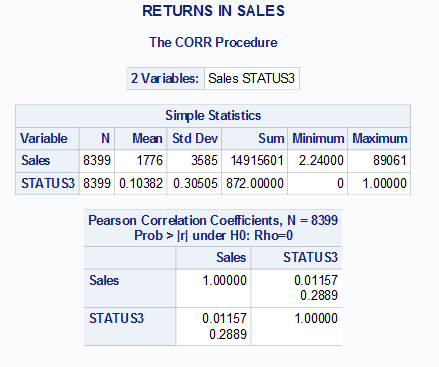 RETURNS IN SALES
The CORR Procedure
2 Variables: Sales STATUS3
Simple Statistics
Variable N Mean Std Dev Sum Minimum Maximum
Sales 8399 1776 3585 14915601 2.24000 89061
STATUS3 8399 0.10382 0.30505 872.00000 0 1.00000
Pearson Correlation Coefficients, N = 8399
Prob > |r| under H0: Rho=0
Sales STATUS3
Sales 1.00000 0.01157
0.2889
STATUS3 0.01157 1.00000
0.2889